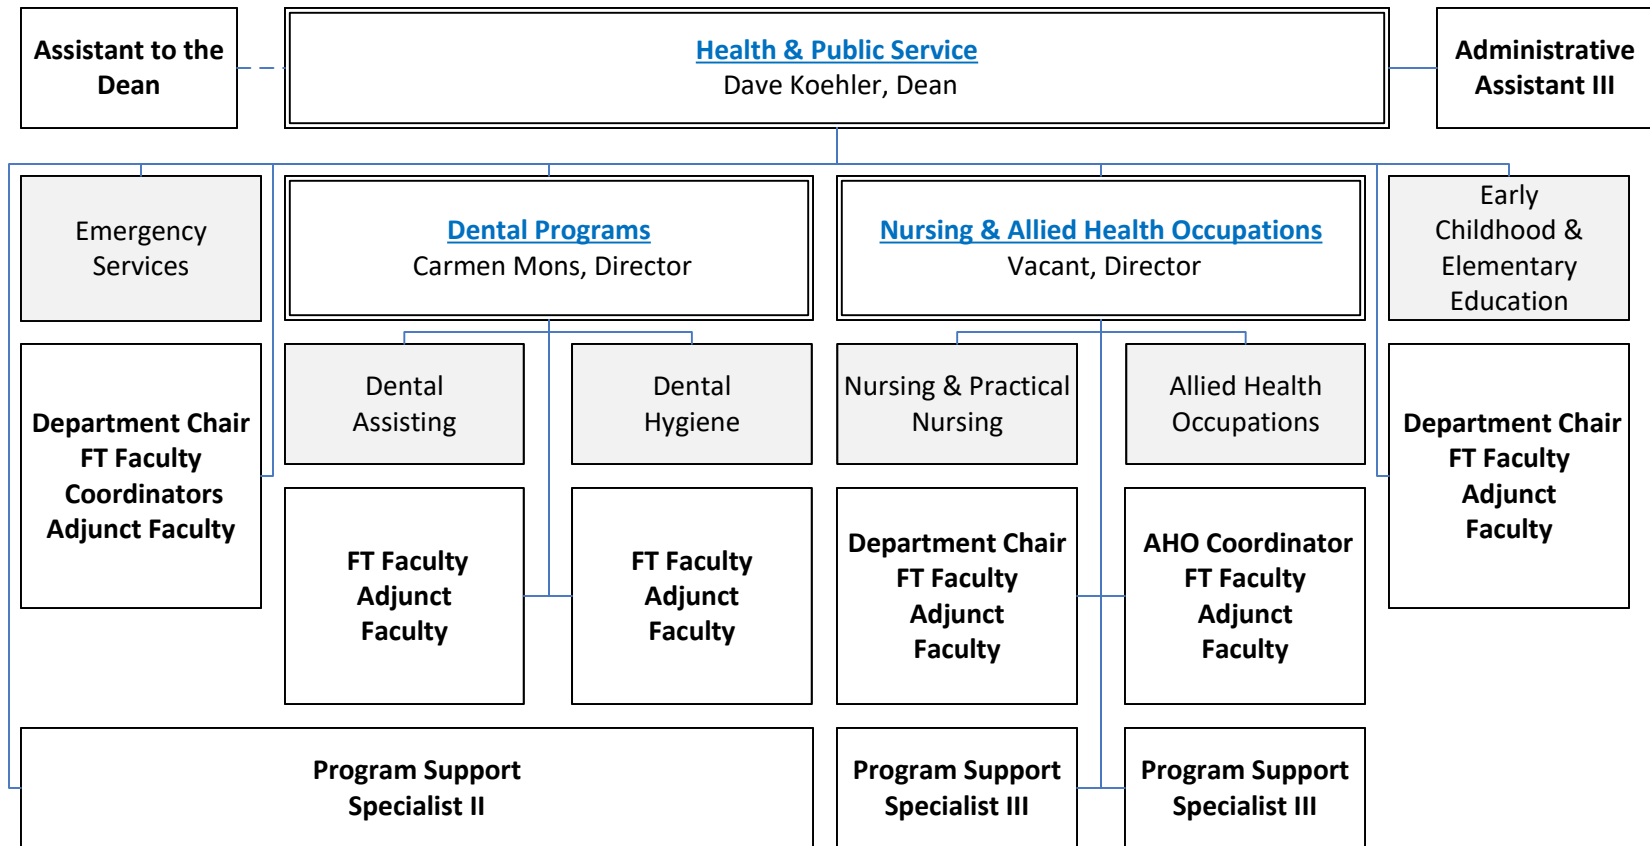 Assistant to the
Dean
Health & Public Service
Dave Koehler, Dean
Administrative
Assistant III
Emergency
Services
Dental Programs
Carmen Mons, Director
Nursing & Allied Health Occupations
Vacant, Director
Early
Childhood &
Elementary
Education
Department Chair
FT Faculty
Coordinators
Adjunct Faculty
Dental
Assisting
Dental
Hygiene
Nursing & Practical
Nursing
Allied Health
Occupations
Department Chair
FT Faculty
Adjunct
Faculty
FT Faculty
Adjunct
Faculty
FT Faculty
Adjunct
Faculty
Department Chair
FT Faculty
Adjunct
Faculty
AHO Coordinator
FT Faculty
Adjunct
Faculty
Program Support
Specialist II
Program Support
Specialist III
Program Support
Specialist III